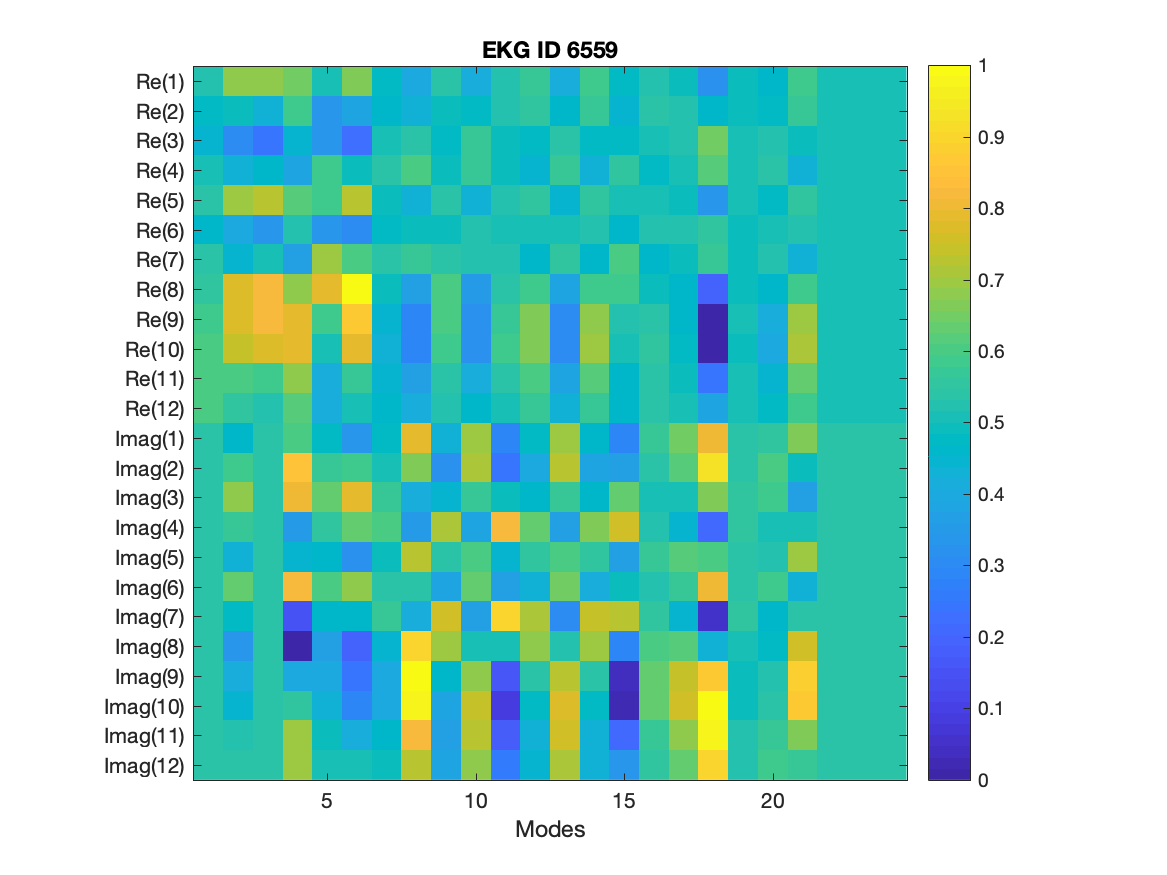 EKG ID 6559
Re(1)
Re(2)
Re(3)
Re(4)
Re(5)
Re(6)
Re(7)
Re(8)
Re(9)
Re(10)
Re(11)
Re(12)
Imag(1)
Imag(2)
Imag(3)
Imag(4)
Imag(5)
Imag(6)
Imag(7)
Imag(8)
Imag(9)
Imag(10)
Imag(11)
Imag(12)
5 10 15 20
Modes
1
0.9
0.8
0.7
0.6
0.5
0.4
0.3
0.2
0.1
0